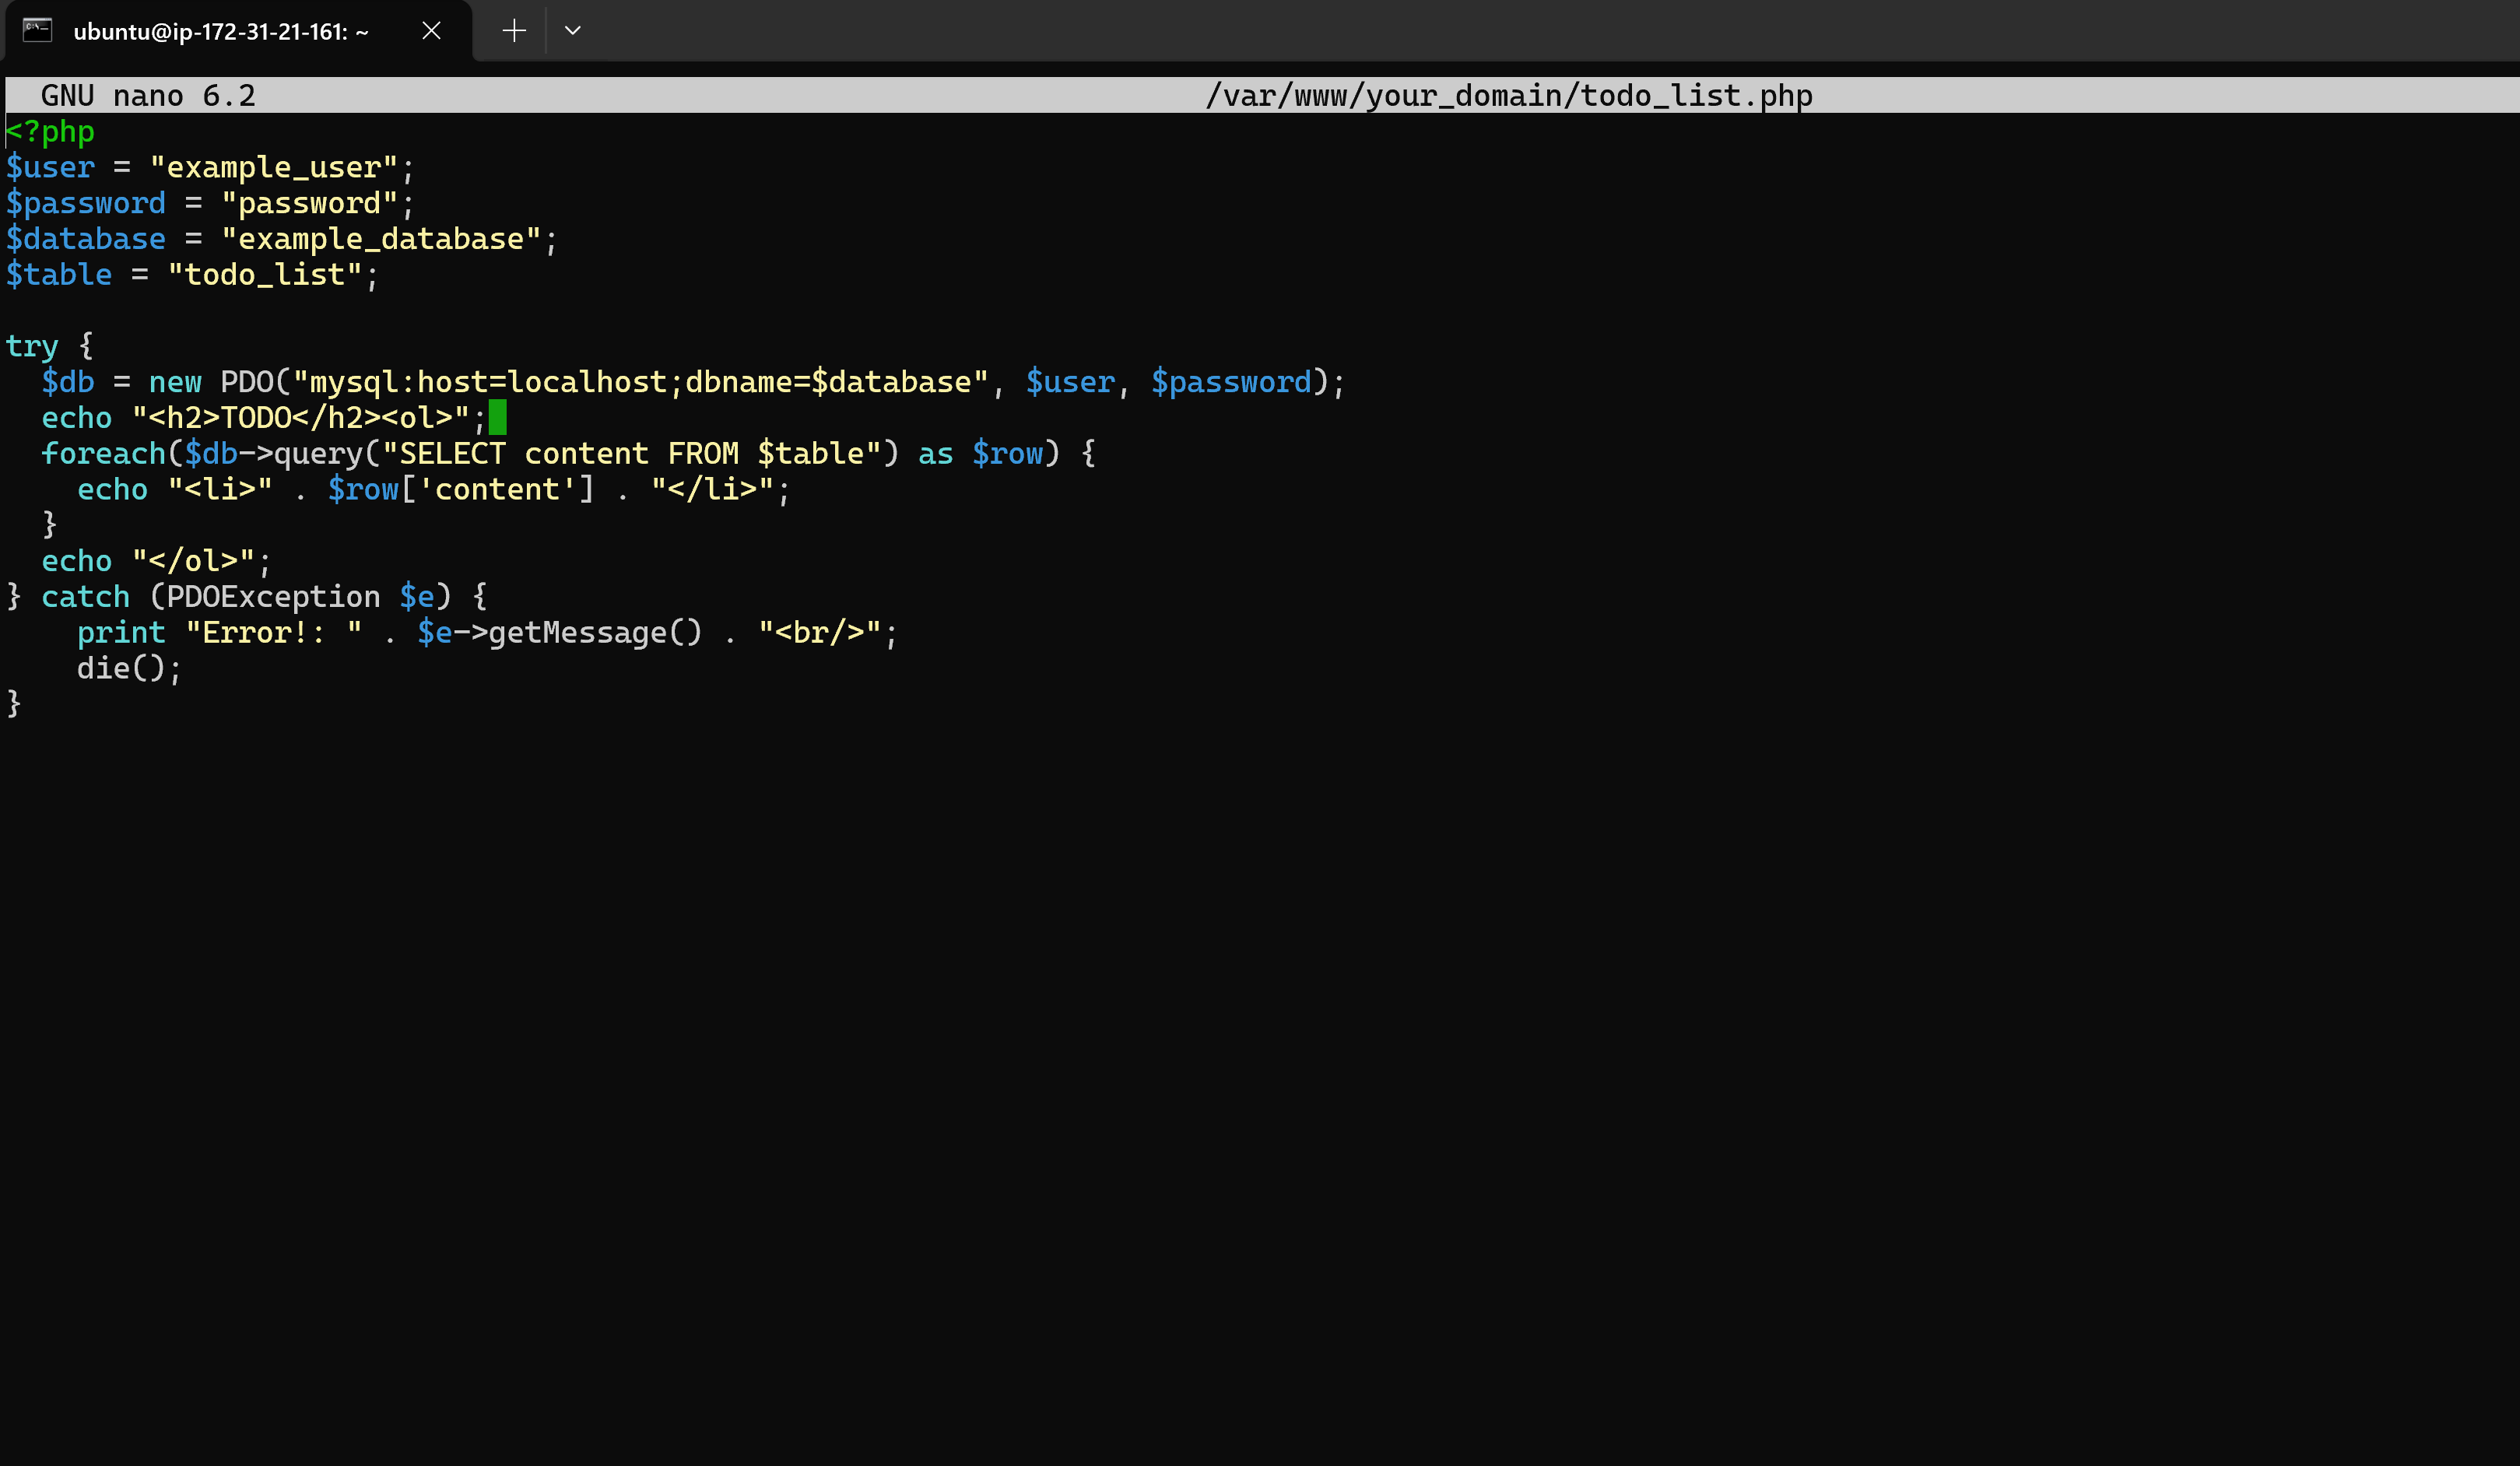 ubuntu@ip-172-31-21-161: ~
GNU nano 6.2 /var/www/your_domain/todo_list.php
<?php
$user = "example_user";
$password = "password";
$database = "example_database";
$table = "todo_list";

try {
  $db = new PDO("mysql:host=localhost;dbname=$database", $user, $password);
  echo "<h2>TODO</h2><ol>";
  foreach($db->query("SELECT content FROM $table") as $row) {
    echo "<li>" . $row['content'] . "</li>";
  }
  echo "</ol>";
} catch (PDOException $e) {
    print "Error!: " . $e->getMessage() . "<br/>";
    die();
}